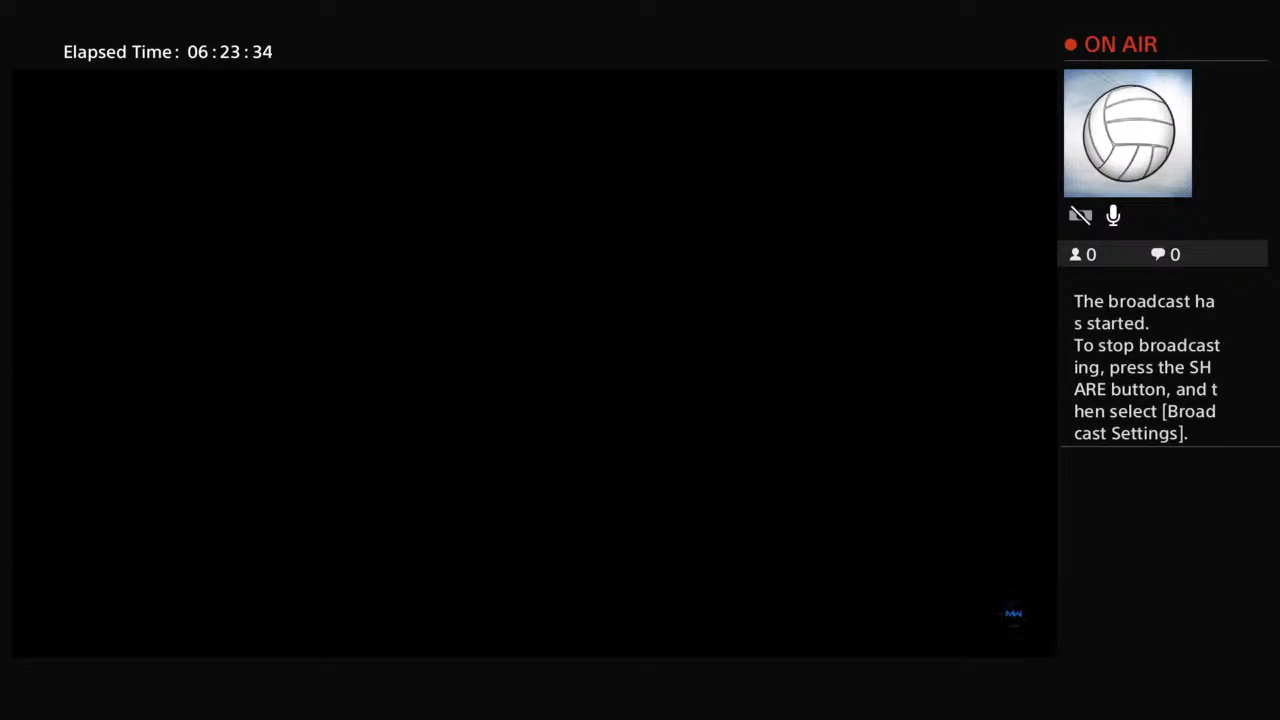 Elapsed Time: 06:23:34
ON AIR
0 0
The broadcast ha
s started.
To stop broadcast
ing, press the SH
ARE button, and t
hen select [Broad
cast Settings].
MW